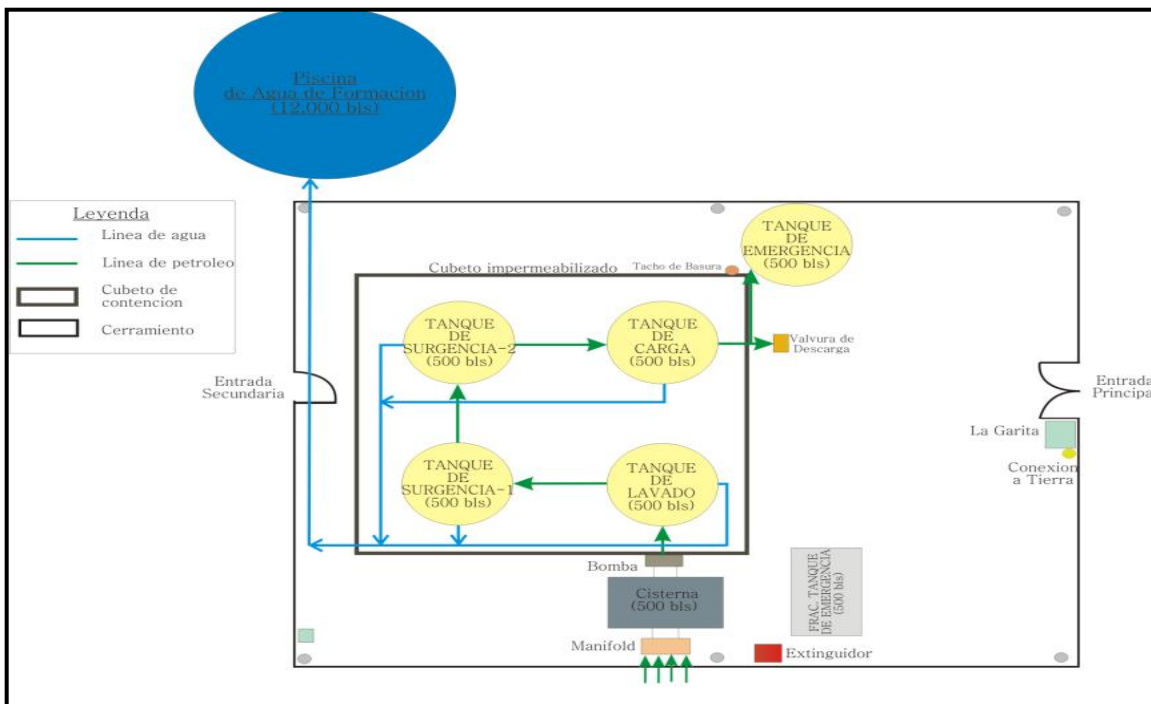 Piscina
de Agua de Formacion
(12.000 bls)
Leyenda
Linea de agua
Linea de petroleo
Cubeto de
contencion
Cerramiento
Cubeto impermeabilizado
Tacho de Basura
TANQUE
DE
EMERGENCIA
(500 bls)
TANQUE
DE
SURGENCIA-2
(500 bls)
TANQUE
DE
CARGA
(500 bls)
Valvura de
Descarga
Entrada
Secundaria
Entrada
Principa
La Garita
Conexion
a Tierra
TANQUE
DE
SURGENCIA-1
(500 bls)
TANQUE
DE
LAVADO
(500 bls)
Bomba
Cisterna
(500 bls)
FRAC. TANQUE
DE EMERGENCIA
(500 bls)
Manifold
Extinguidor